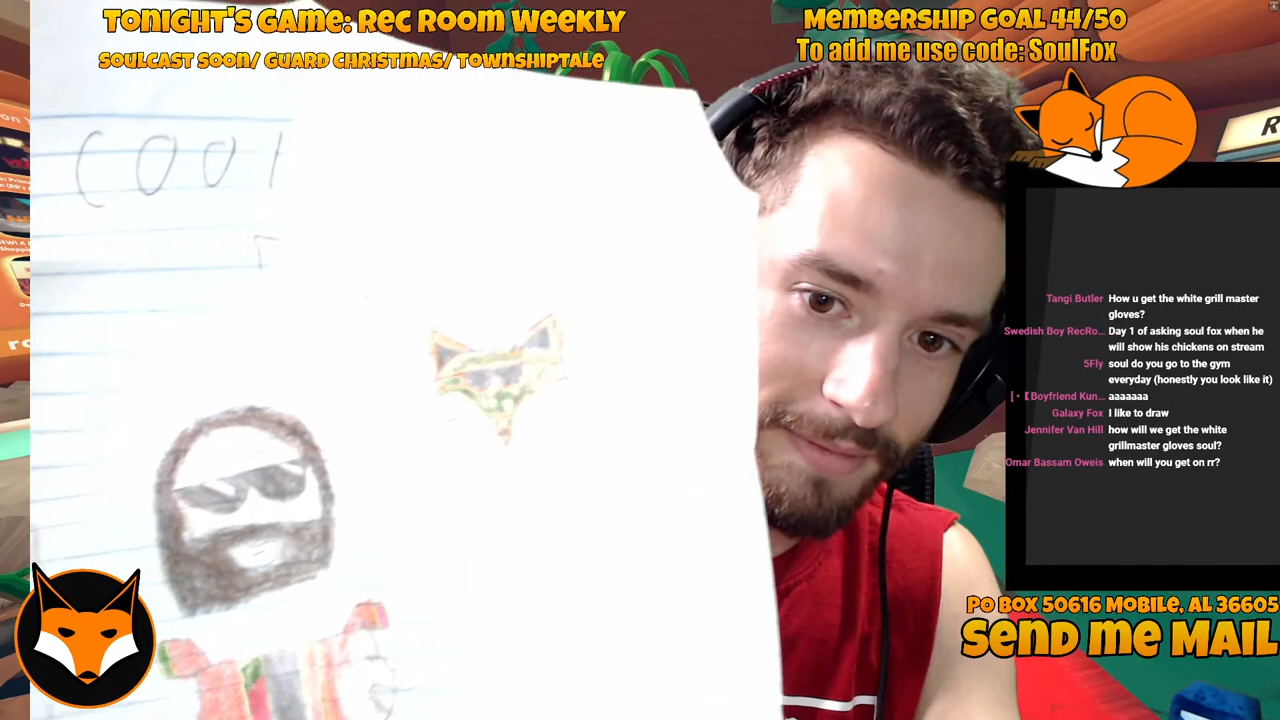 Tonight's Game: Rec Room Weekly
Soulcast Soon/ Guard Christmas/ Townshiptale
Membership Goal 44/50
To add me use code: SoulFox
COOl
Tangi Butler How u get the white grill master
gloves?
Swedish Boy RecRo... Day 1 of asking soul fox when he
will show his chickens on stream
5Fly soul do you go to the gym
everyday (honestly you look like it)
[・【Boyfriend Kun... aaaaaaa
Galaxy Fox I like to draw
Jennifer Van Hill how will we get the white
grillmaster gloves soul?
Omar Bassam Oweis when will you get on rr?
PO Box 50616 Mobile, AL 36605
Send me Mail